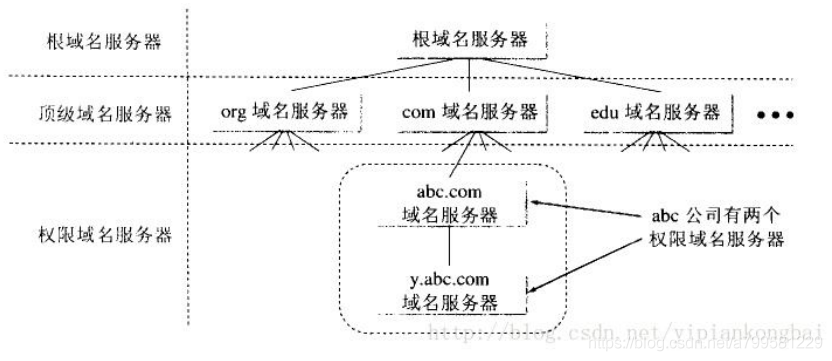 根域名服务器
根域名服务器
顶级域名服务器
org 域名服务器
com 域名服务器
edu 域名服务器
•••
权限域名服务器
abc.com
域名服务器
abc 公司有两个
权限域名服务器
y.abc.com
域名服务器
http://blog.csdn.net/yipiankongbai
https://blog.csdn.net/a799581229